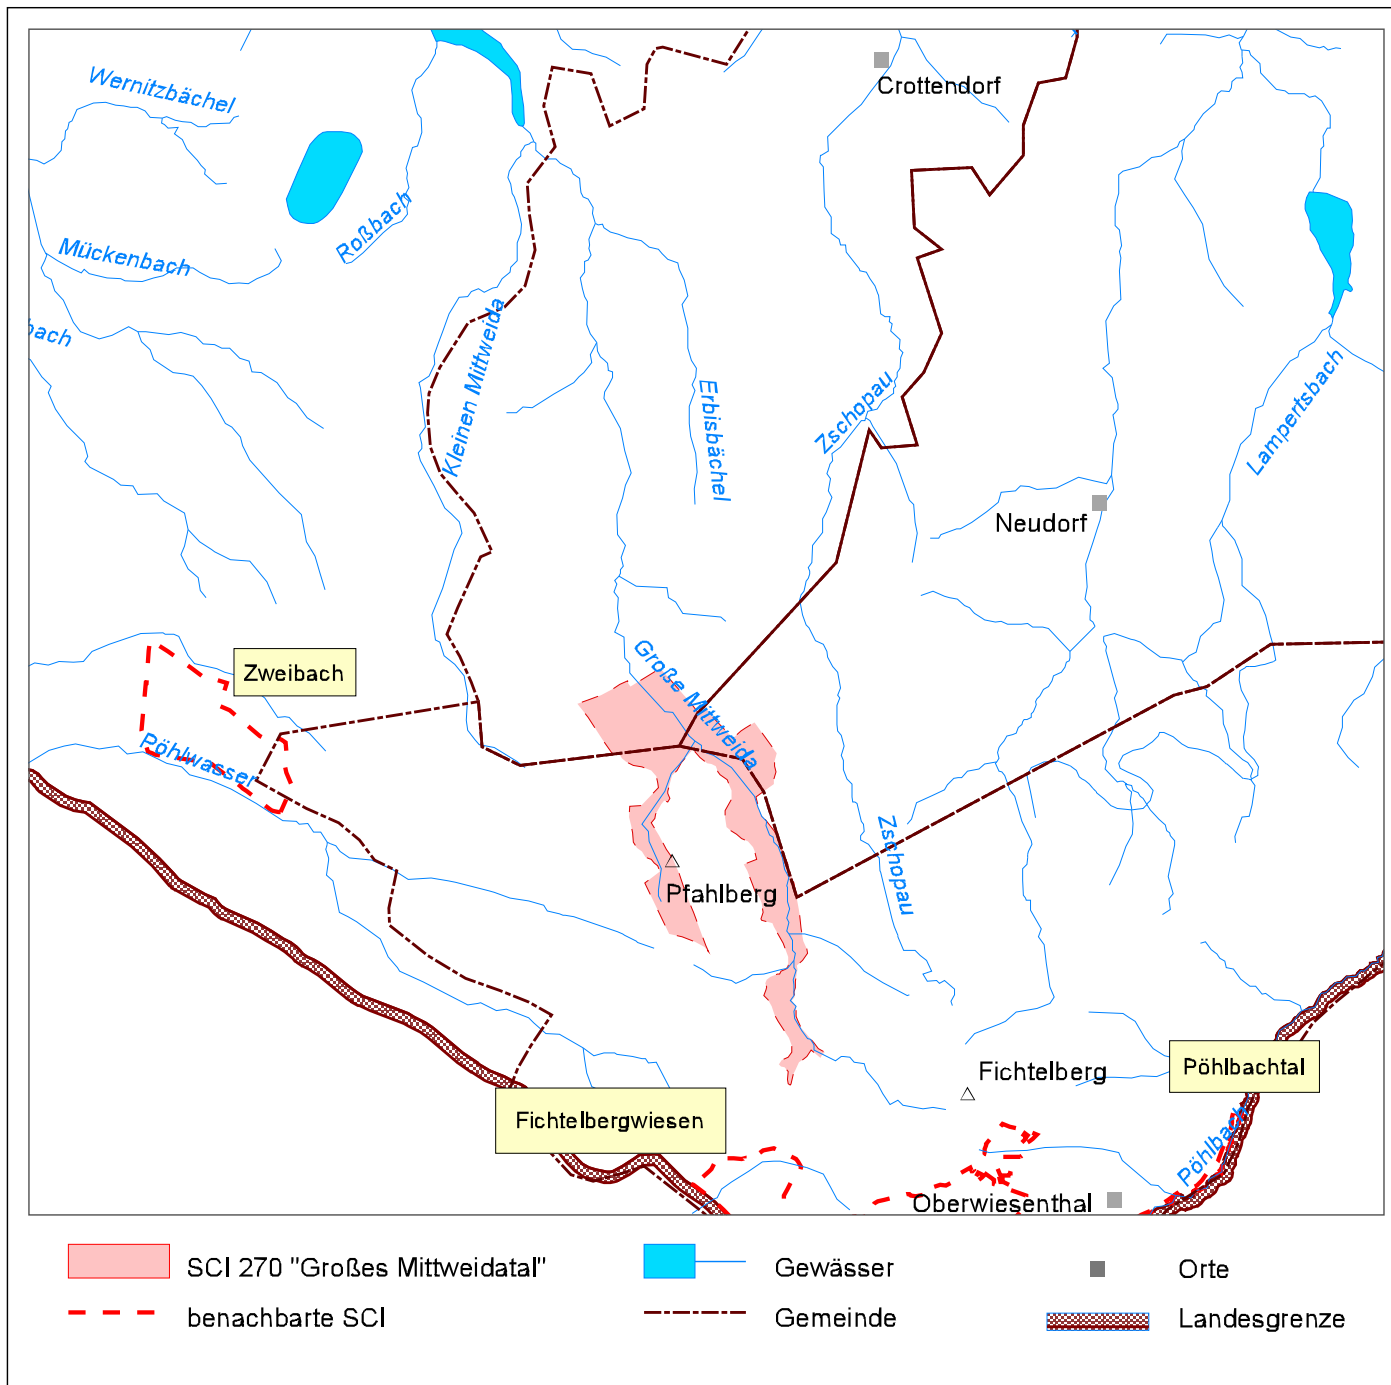 Crottendorf
Wernitzbächel
Roßbach
Mückenbach
bach
Kleinen Mittweida
Erbisbächel
Zschopau
Lampertsbach
Neudorf
Große Mittweida
Zweibach
Pöhlwasser
Zschopau
Pfahlberg
Fichtelberg
Pöhlbachtal
Fichtelbergwiesen
Pöhlbach
Oberwiesenthal
SCI 270 "Großes Mittweidatal"
Gewässer
Orte
benachbarte SCI
Gemeinde
Landesgrenze